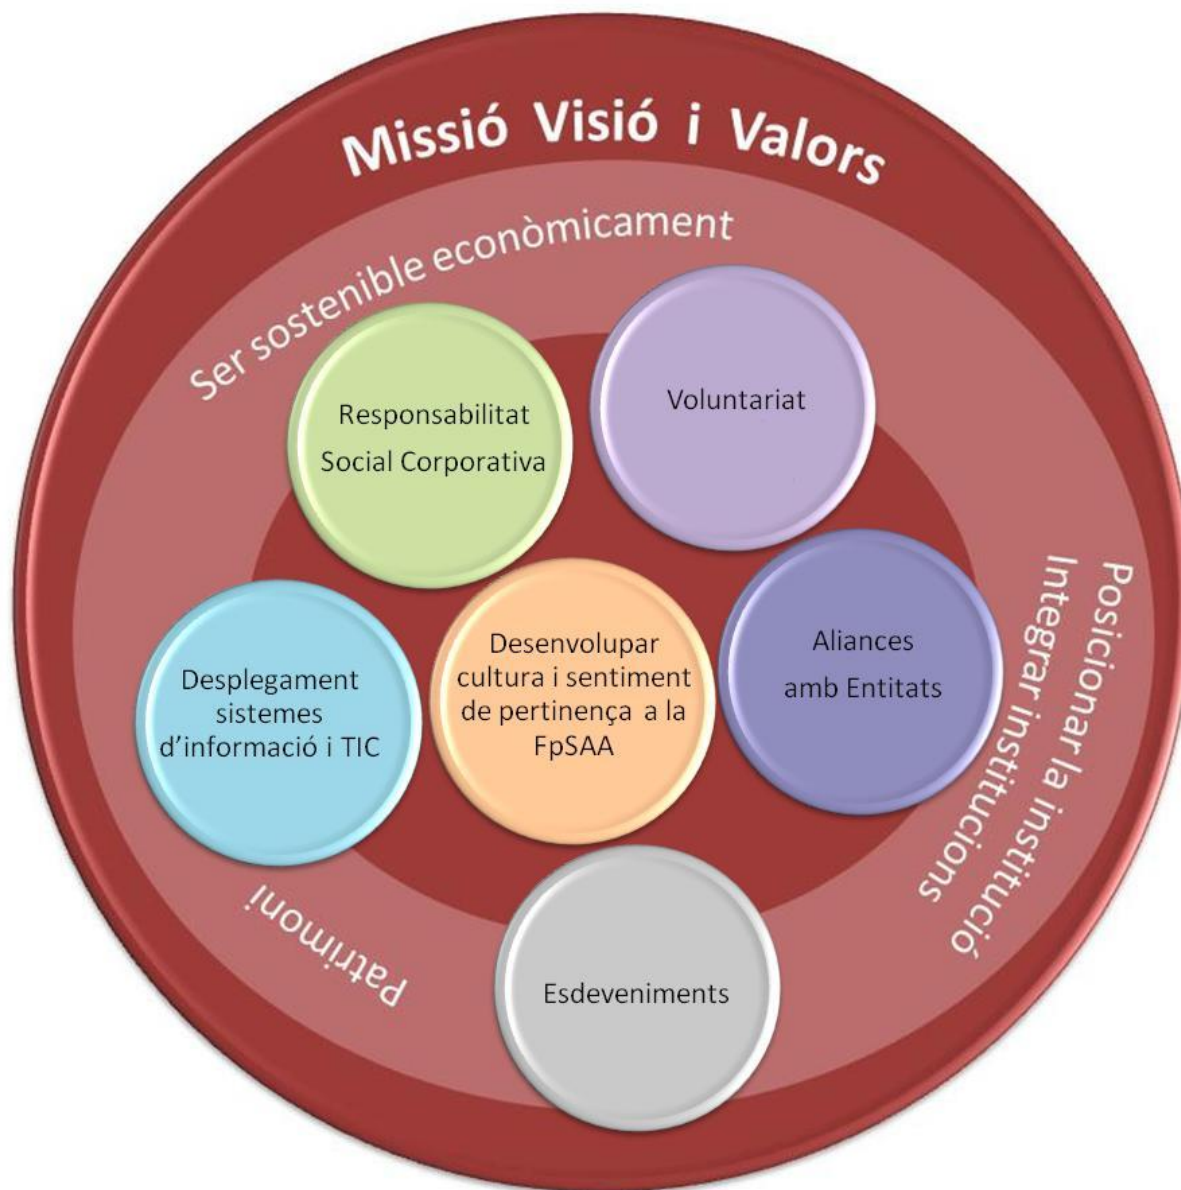 Missió Visió i Valors
Ser sostenible econòmicament
Responsabilitat
Social Corporativa
Voluntariat
Desplegament
sistemes
d'informació i TIC
Desenvolupar
cultura i sentiment
de pertinença a la
FpSAA
Aliances
amb Entitats
Posicionar la institució
Integrar institucions
Patrimoni
Esdeveniments